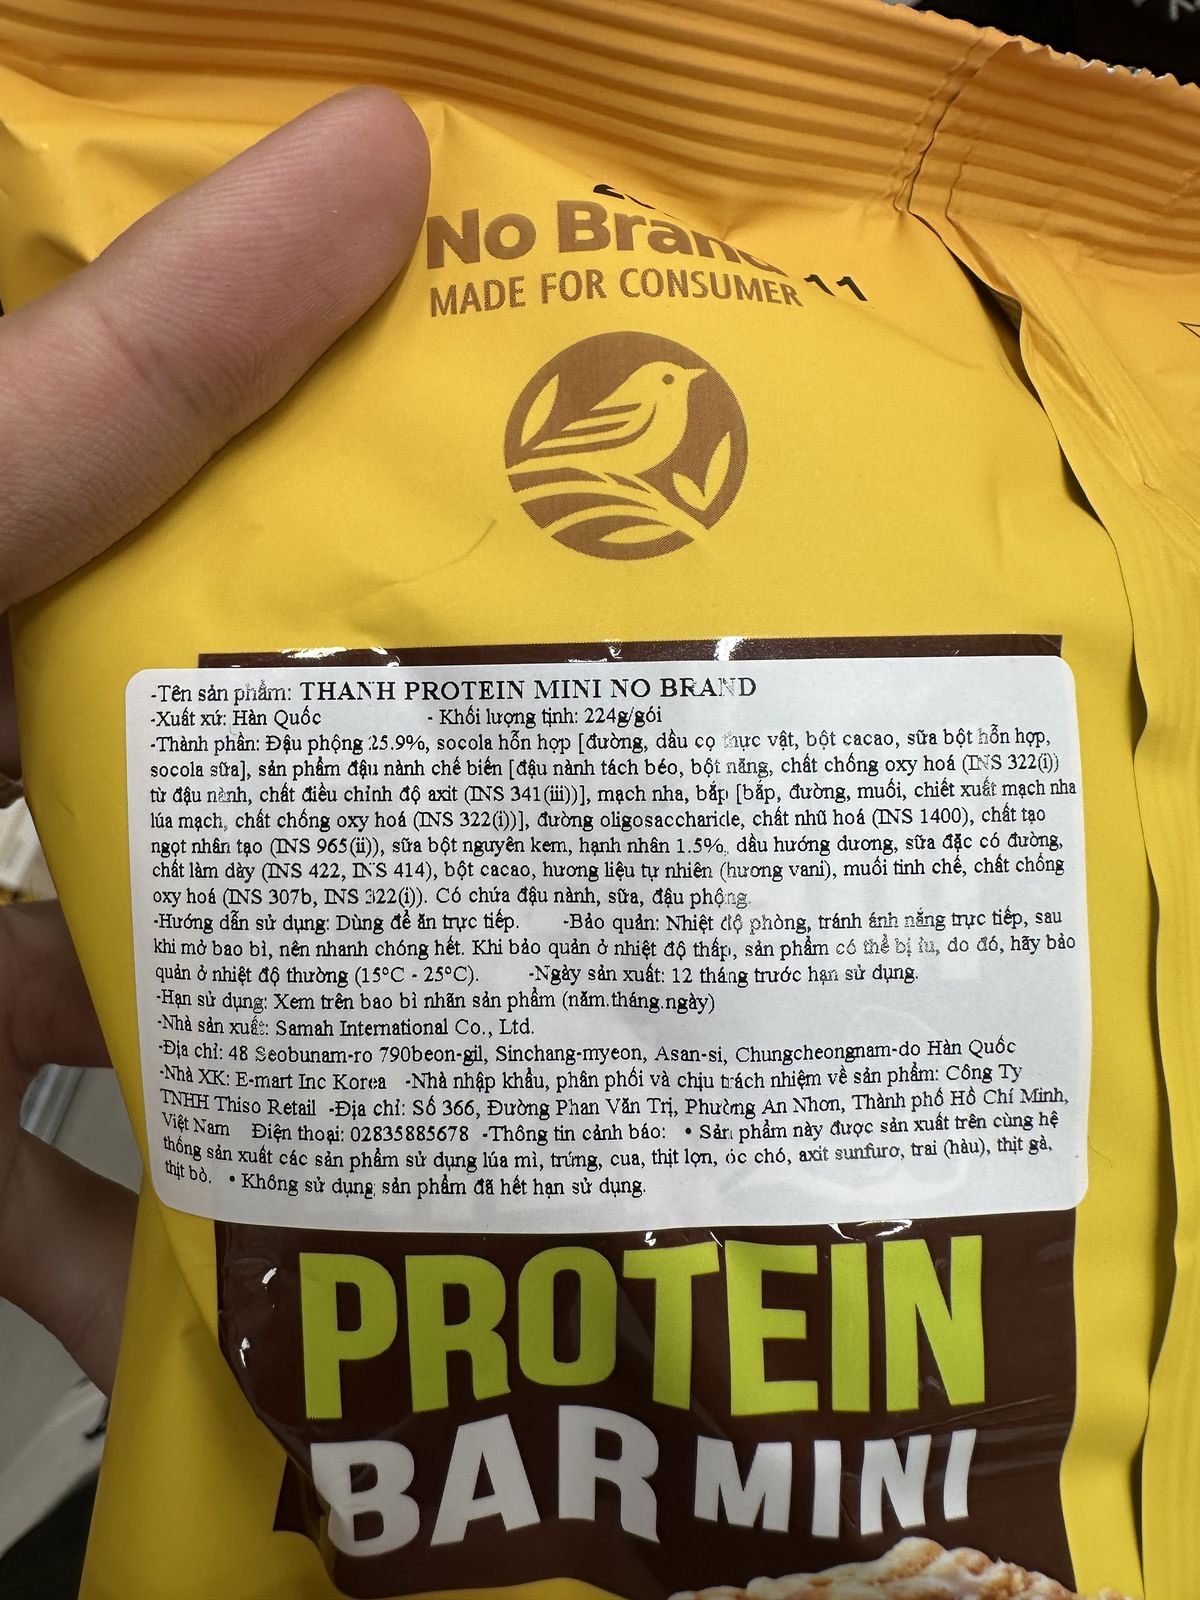 No Brand
MADE FOR CONSUMER
11
-Tên sản phẩm: THANH PROTEIN MINI NO BRAND
-Xuất xứ: Hàn Quốc - Khối lượng tịnh: 224g/gói
-Thành phần: Đậu phộng 25.9%, socola hỗn hợp [đường, dầu cọ thực vật, bột cacao, sữa bột hỗn hợp,
socola sữa], sản phẩm đậu nành chế biến [đậu nành tách béo, bột năng, chất chống oxy hoá (INS 322(i))
từ đậu nành, chất điều chỉnh độ axit (INS 341(iii))], mạch nha, bắp [bắp, đường, muối, chiết xuất mạch nha
lúa mạch, chất chống oxy hoá (INS 322(i))], đường oligosaccharide, chất nhũ hoá (INS 1400), chất tạo
ngọt nhân tạo (INS 965(ii)), sữa bột nguyên kem, hạnh nhân 1.5%, dầu hướng dương, sữa đặc có đường,
chất làm dày (INS 422, INS 414), bột cacao, hương liệu tự nhiên (hương vani), muối tinh chế, chất chống
oxy hoá (INS 307b, INS 322(i)). Có chứa đậu nành, sữa, đậu phộng.
-Hướng dẫn sử dụng: Dùng để ăn trực tiếp. -Bảo quản: Nhiệt độ phòng, tránh ánh nắng trực tiếp, sau
khi mở bao bì, nên nhanh chóng hết. Khi bảo quản ở nhiệt độ thấp, sản phẩm có thể bị lu, do đó, hãy bảo
quản ở nhiệt độ thường (15°C - 25°C). -Ngày sản xuất: 12 tháng trước hạn sử dụng.
-Hạn sử dụng: Xem trên bao bì nhãn sản phẩm (năm.tháng.ngày)
-Nhà sản xuất: Samah International Co., Ltd.
-Địa chỉ: 48 Seobunam-ro 790beon-gil, Sinchang-myeon, Asan-si, Chungcheongnam-do Hàn Quốc
-Nhà XK: E-mart Inc Korea -Nhà nhập khẩu, phân phối và chịu trách nhiệm về sản phẩm: Công Ty
TNHH Thiso Retail -Địa chỉ: Số 366, Đường Phan Văn Trị, Phường An Nhơn, Thành phố Hồ Chí Minh,
Việt Nam Điện thoại: 02835885678 -Thông tin cảnh báo: • Sản phẩm này được sản xuất trên cùng hệ
thống sản xuất các sản phẩm sử dụng lúa mì, trứng, cua, thịt lợn, óc chó, axit sunfurơ, trai (hàu), thịt gà,
thịt bò. • Không sử dụng sản phẩm đã hết hạn sử dụng.
PROTEIN
BAR MINI